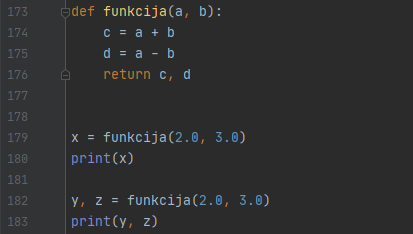 173 def funkcija(a, b):
174     c = a + b
175     d = a - b
176     return c, d
177
178
179 x = funkcija(2.0, 3.0)
180 print(x)
181
182 y, z = funkcija(2.0, 3.0)
183 print(y, z)